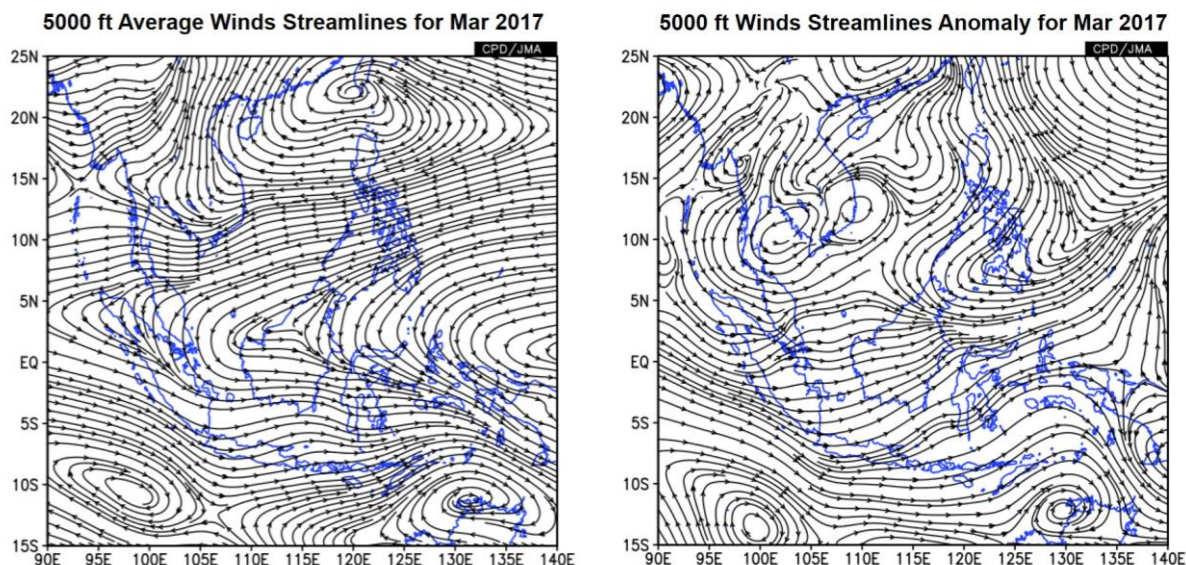 5000 ft Average Winds Streamlines for Mar 2017
CPD/JMA
25N
20N
15N
10N
5N
EQ
5S
10S
15S
90E 95E 100E 105E 110E 115E 120E 125E 130E 135E 140E
5000 ft Winds Streamlines Anomaly for Mar 2017
CPD/JMA
25N
20N
15N
10N
5N
EQ
5S
10S
15S
90E 95E 100E 105E 110E 115E 120E 125E 130E 135E 140E